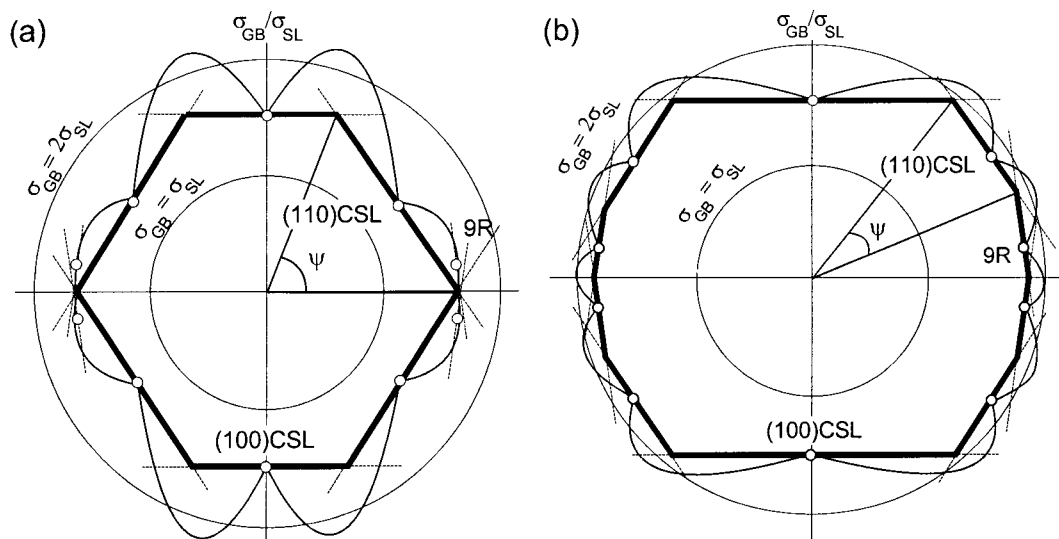 (a)
σGB/σSL
σGB = 2σSL
σGB = σSL
(110)CSL
9R
ψ
(100)CSL
(b)
σGB/σSL
σGB = 2σSL
σGB = σSL
(110)CSL
ψ
9R
(100)CSL